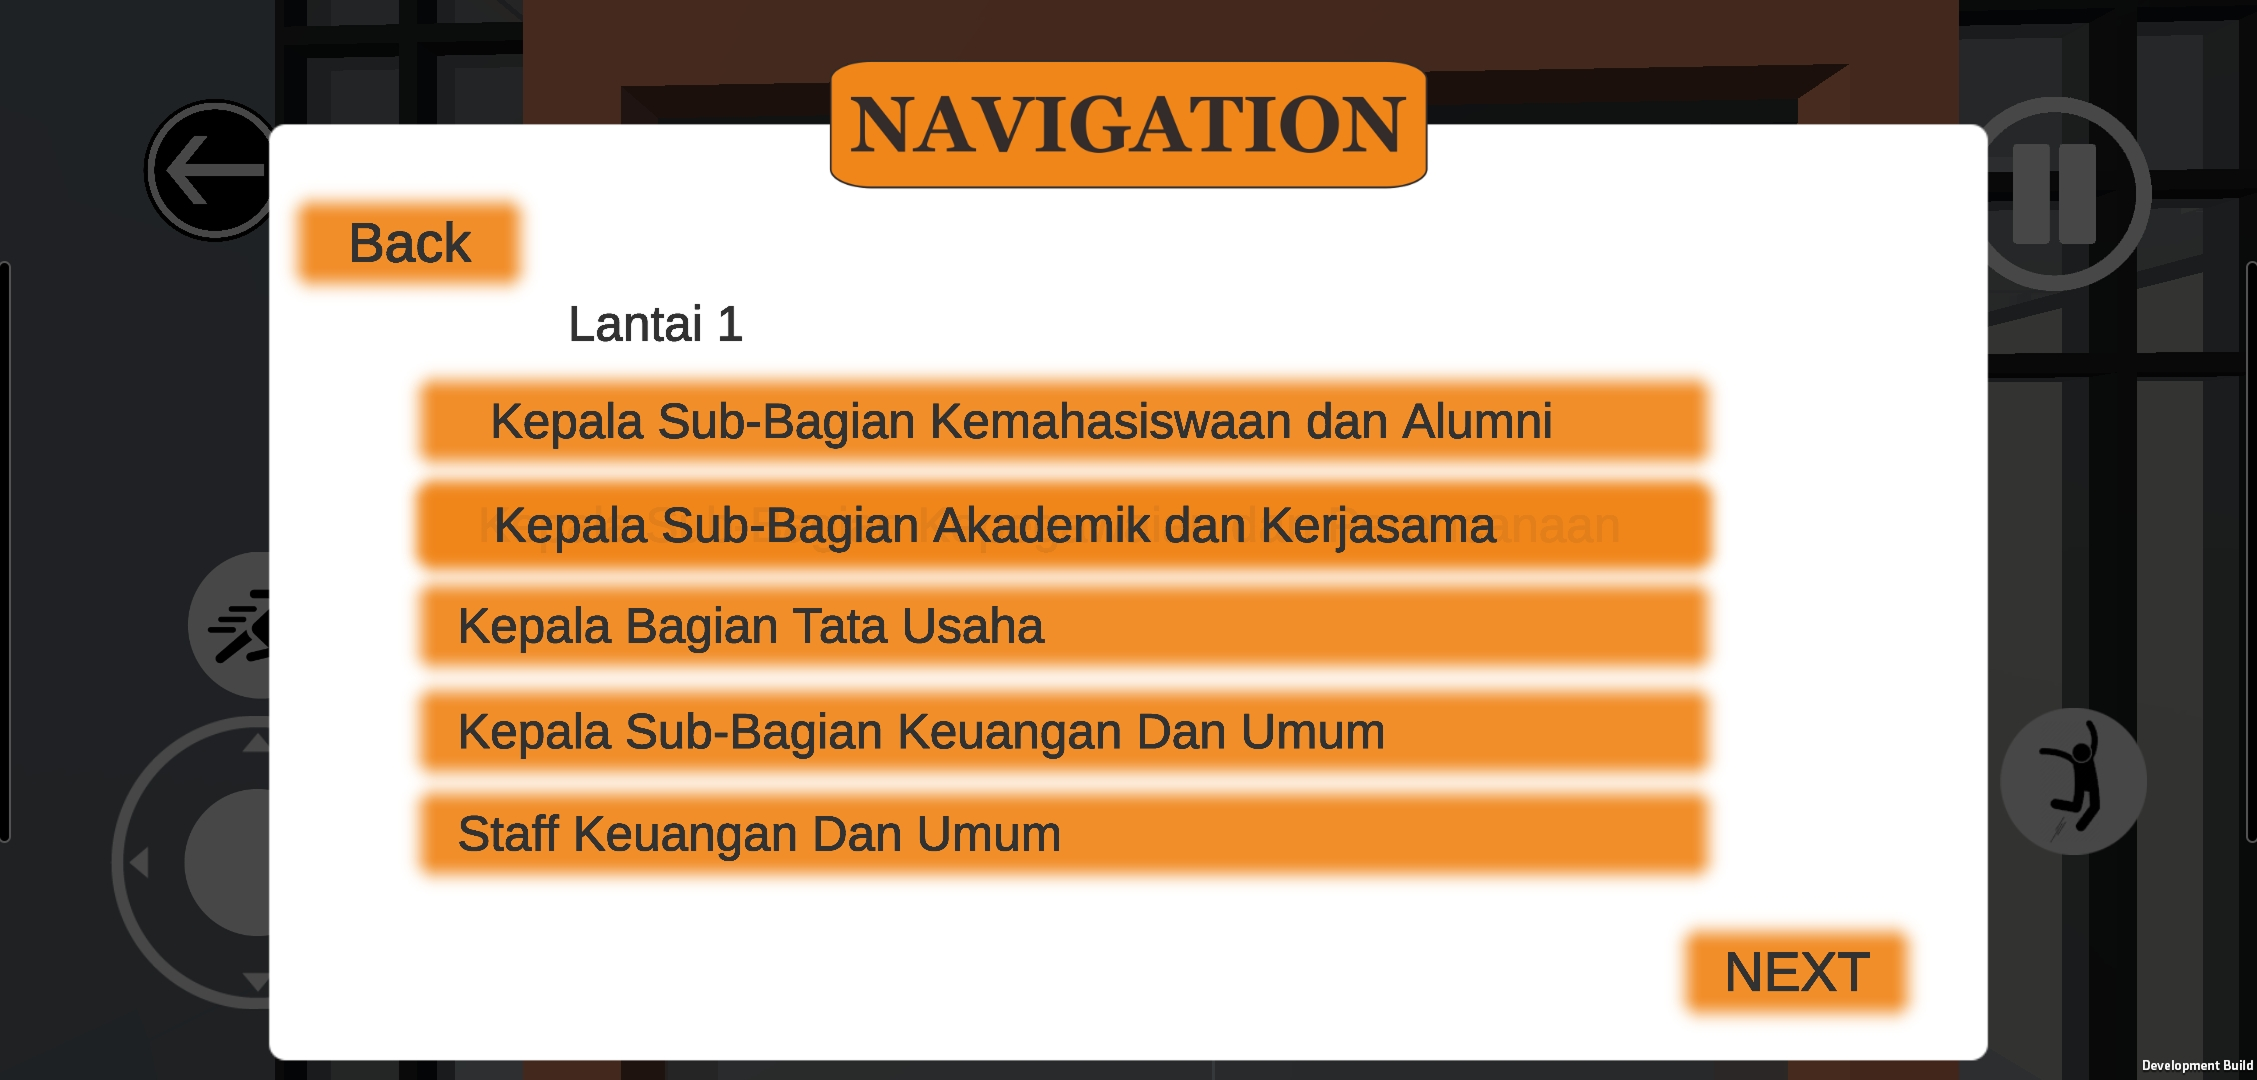 NAVIGATION
Back
Lantai 1
Kepala Sub-Bagian Kemahasiswaan dan Alumni
Kepala Sub-Bagian Akademik dan Kerjasama
Kepala Bagian Tata Usaha
Kepala Sub-Bagian Keuangan Dan Umum
Staff Keuangan Dan Umum
NEXT
Development Build